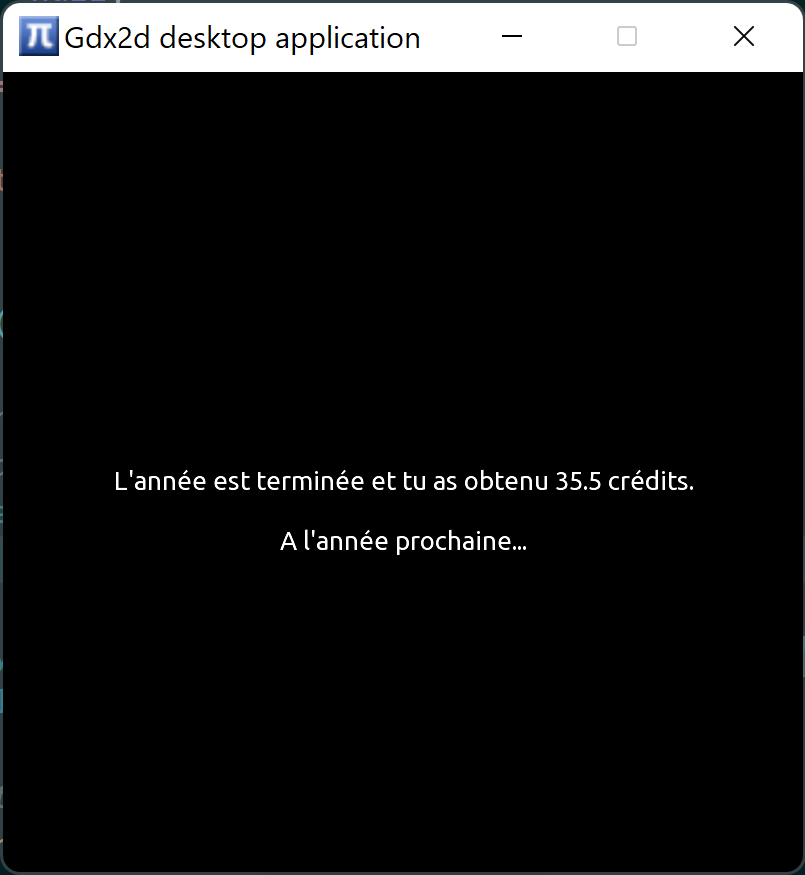 Gdx2d desktop application
L'année est terminée et tu as obtenu 35.5 crédits.
A l'année prochaine...